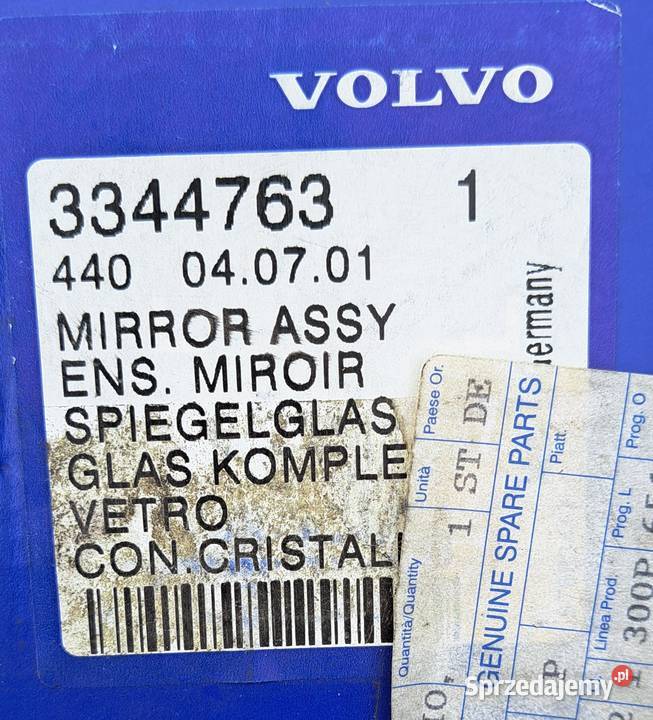 VOLVO
3344763 1
440 04.07.01
MIRROR ASSY
ENS. MIROIR
SPIEGELGLAS
GLAS KOMPLE
VETRO
CON CRISTAL
ermany
Paese Or.
Unità
Quantità/Quantity
1 ST DE
GENUINE SPARE PARTS
Piatt.
P
Prog. O
Prog. L
Linea Prod.
300P
Sprzedajemy.pl